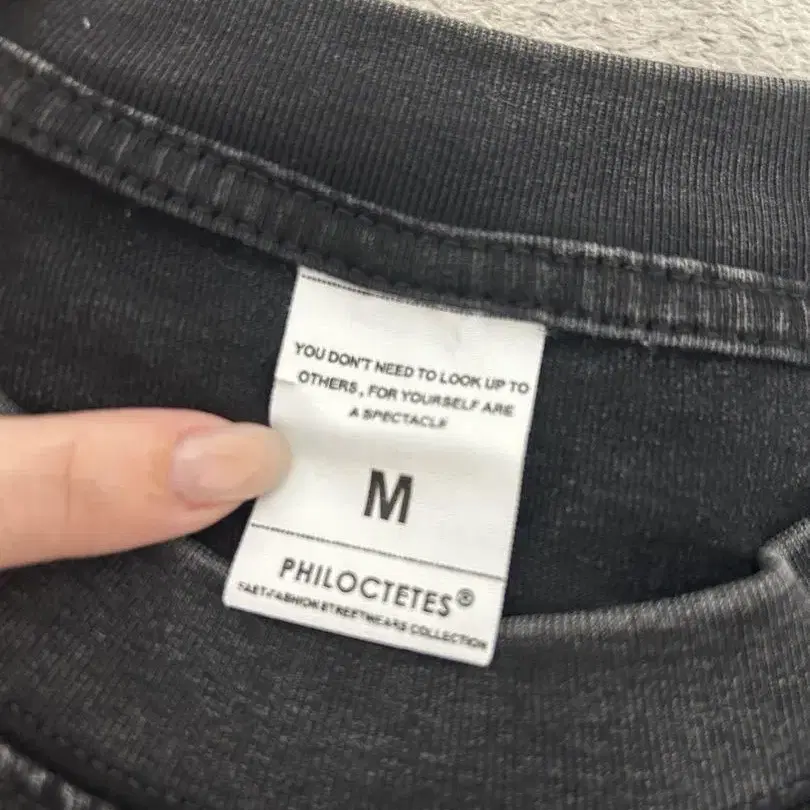 YOU DON'T NEED TO LOOK UP TO
OTHERS , FOR YOURSELF ARE
A SPECTACLE
M
PHILOCTETES®
FAST-FASHION STREETWEARS COLLECTION